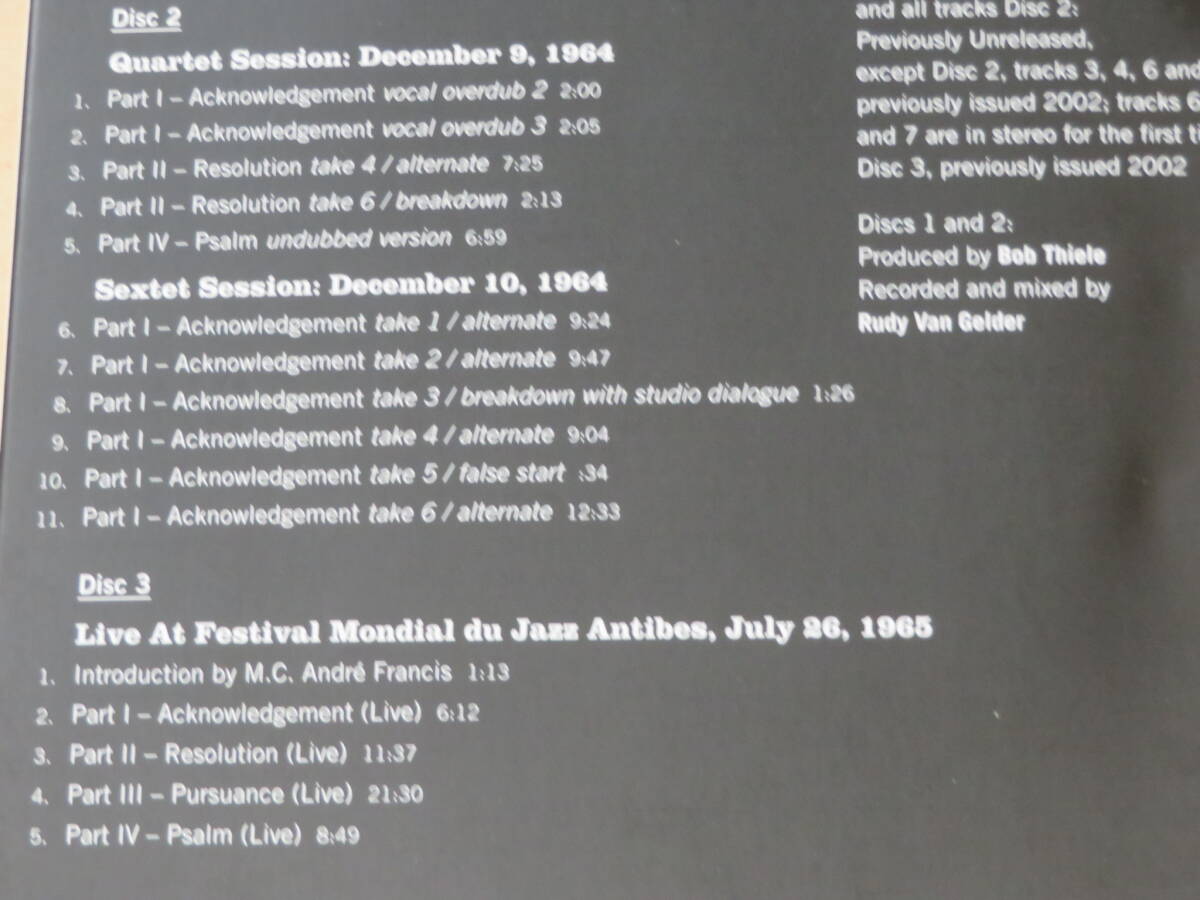 Disc 2
Quartet Session: December 9, 1964
1. Part I – Acknowledgement vocal overdub 2 2:00
2. Part I – Acknowledgement vocal overdub 3 2:05
3. Part II – Resolution take 4 / alternate 7:25
4. Part II – Resolution take 6 / breakdown 2:13
5. Part IV – Psalm undubbed version 6:59
Sextet Session: December 10, 1964
6. Part I – Acknowledgement take 1 / alternate 9:24
7. Part I – Acknowledgement take 2 / alternate 9:47
8. Part I – Acknowledgement take 3 / breakdown with studio dialogue 1:26
9. Part I – Acknowledgement take 4 / alternate 9:04
10. Part I – Acknowledgement take 5 / false start :34
11. Part I – Acknowledgement take 6 / alternate 12:33
Disc 3
Live At Festival Mondial du Jazz Antibes, July 26, 1965
1. Introduction by M.C. André Francis 1:13
2. Part I – Acknowledgement (Live) 6:12
3. Part II – Resolution (Live) 11:37
4. Part III – Pursuance (Live) 21:30
5. Part IV – Psalm (Live) 8:49
and all tracks Disc 2:
Previously Unreleased,
except Disc 2, tracks 3, 4, 6 and
previously issued 2002; tracks 6
and 7 are in stereo for the first
Disc 3, previously issued 2002
Discs 1 and 2:
Produced by Bob Thiele
Recorded and mixed by
Rudy Van Gelder